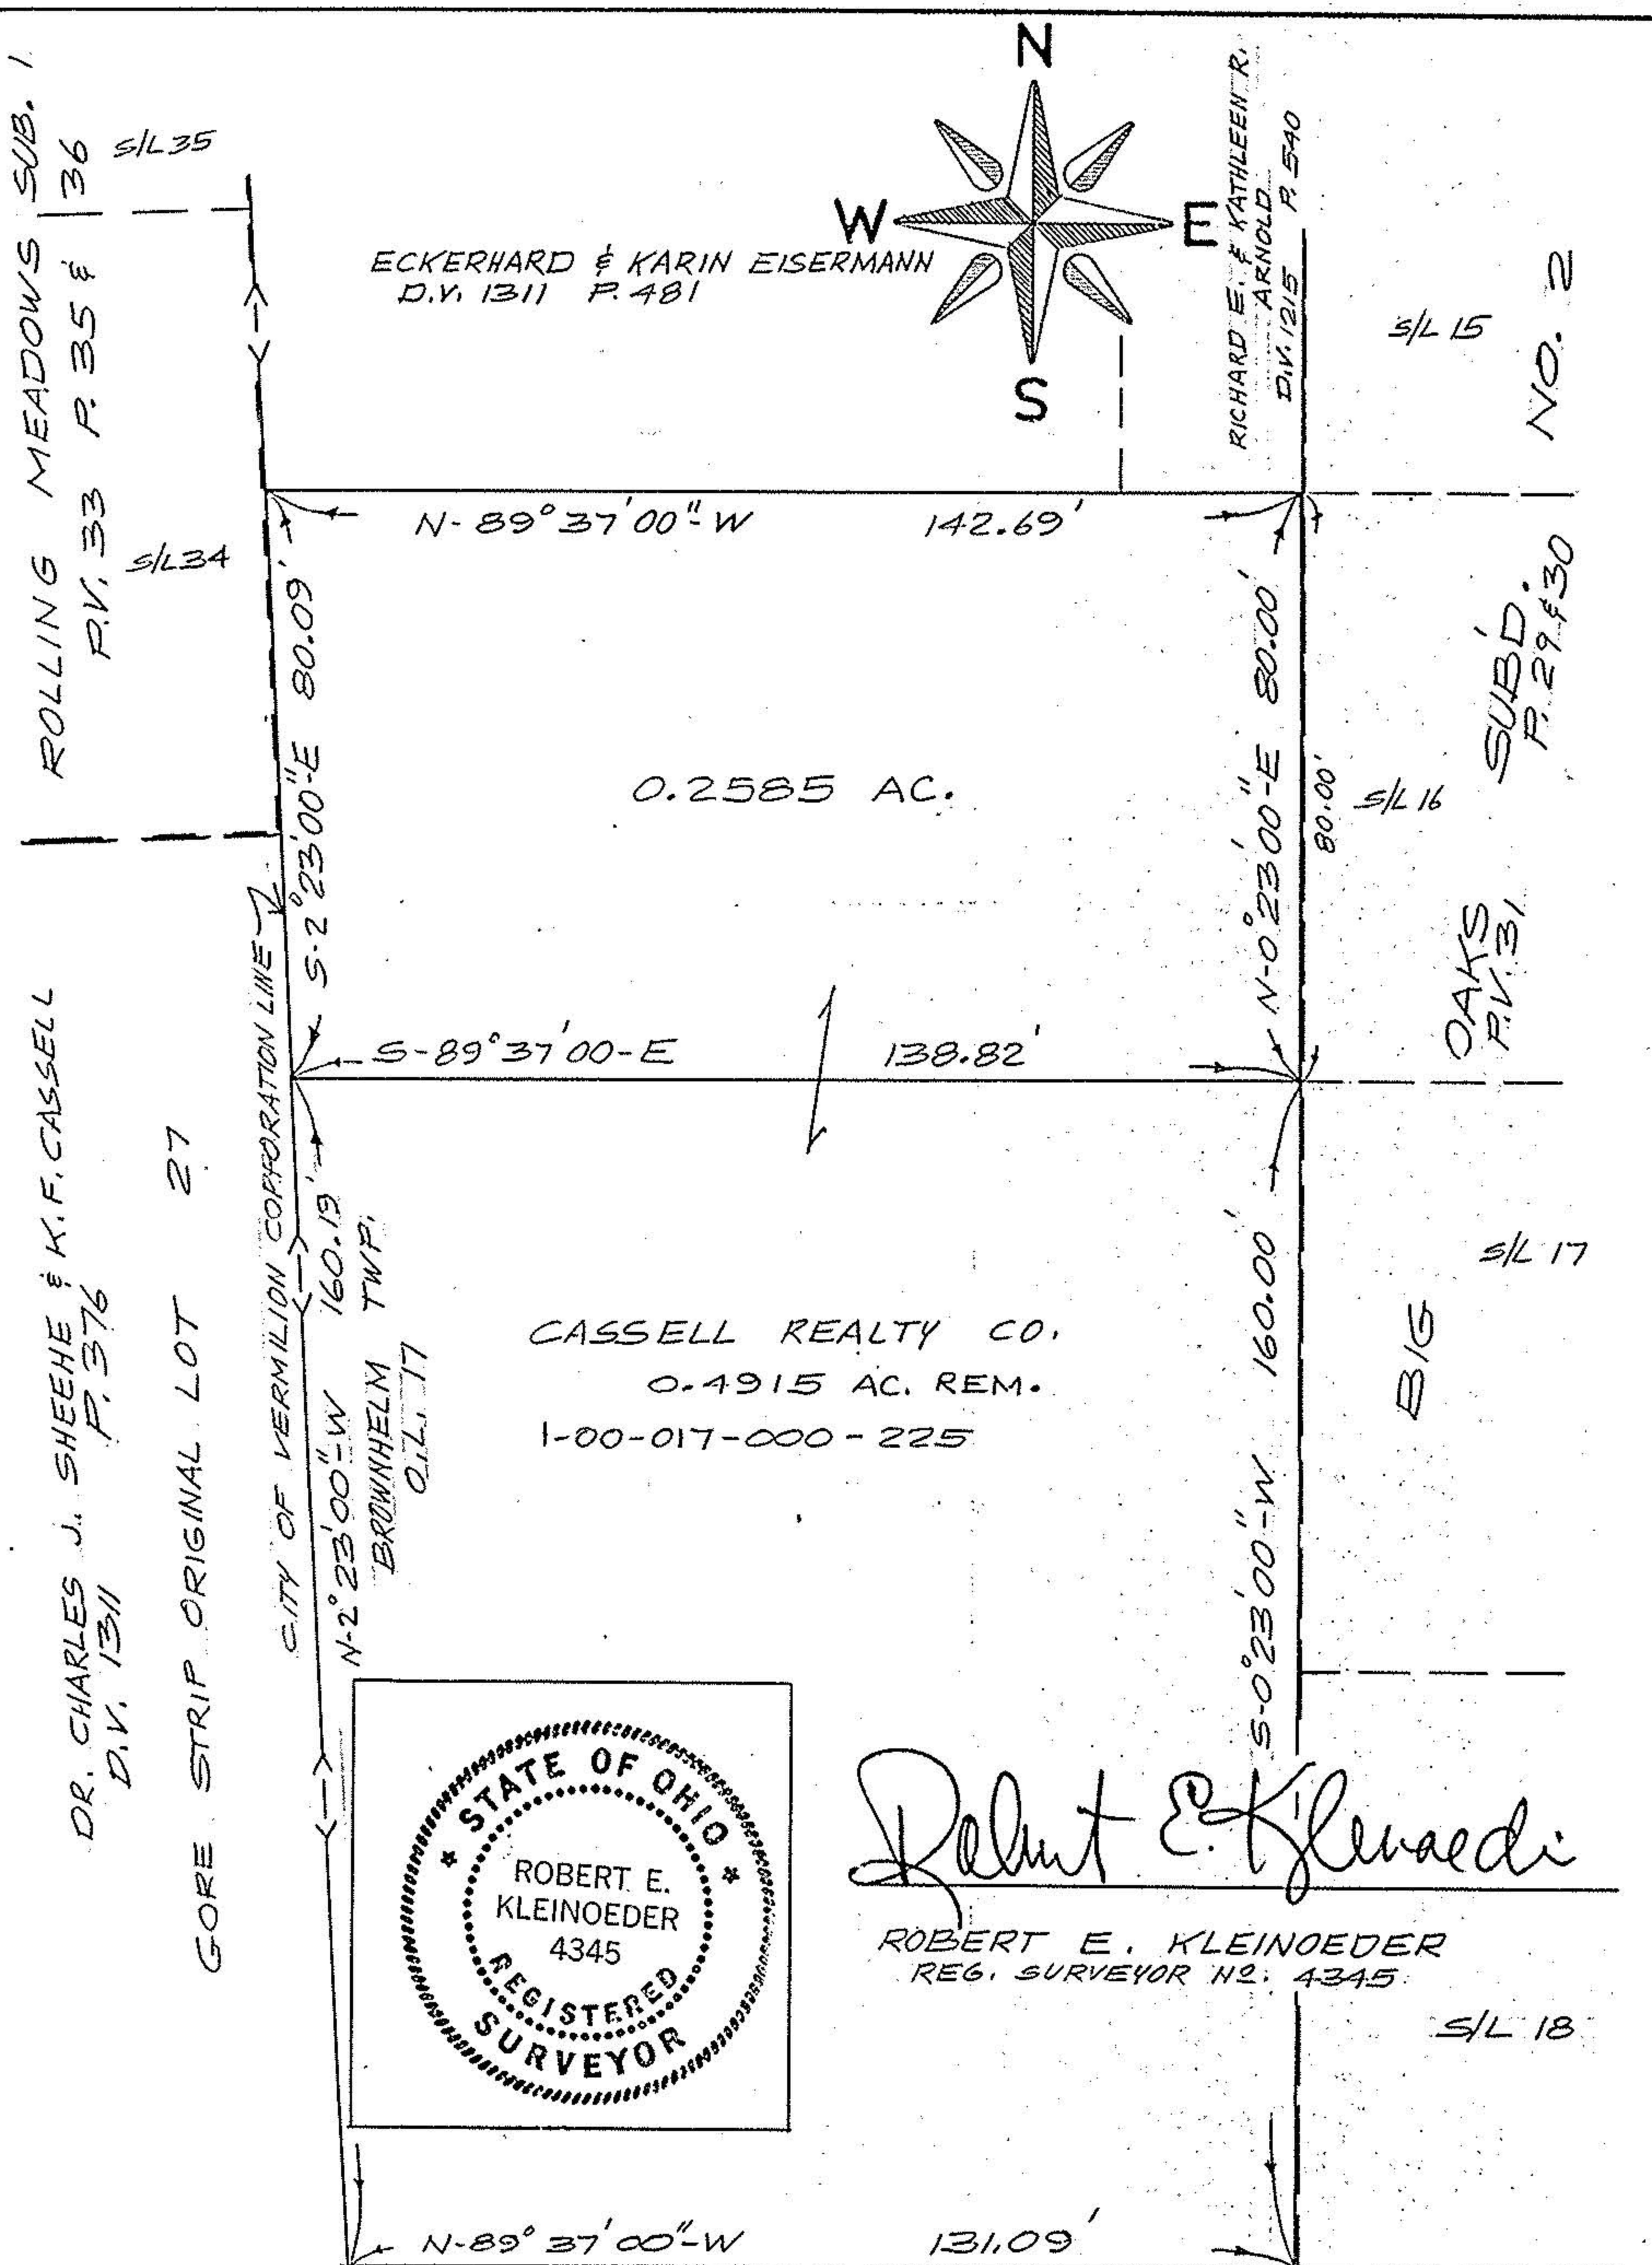 N
W
E
S
ROLLING MEADOWS SUB. 1
P.V. 33 P. 35 & 36
S/L 35
S/L 34
ECKERHARD & KARIN EISERMANN
D.V. 1311 P. 481
RICHARD E. & KATHLEEN R.
ARNOLD
D.V. 1215 P. 540
S/L 15
N-89°37'00"-W 142.69'
S-2°23'00"-E 80.09'
N-0°23'00"-E 80.00'
80.00'
0.2585 AC.
S/L 16
S-89°37'00-E 138.82'
BIG OAKS SUB'D. NO. 2
P.V. 31 P. 29 & 30
DR. CHARLES J. SHEEHE & K.F. CASSELL
D.V. 1311 P. 376
GORE STRIP ORIGINAL LOT 27
CITY OF VERMILION CORPORATION LINE
N-2°23'00"-W 160.13'
BROWNHELM TWP.
O.L. 17
CASSELL REALTY CO.
0.4915 AC. REM.
1-00-017-000-225
S-0°23'00"-W 160.00'
S/L 17
STATE OF OHIO
ROBERT E.
KLEINOEDER
4345
REGISTERED
SURVEYOR
Robert E. Kleinoeder
ROBERT E. KLEINOEDER
REG. SURVEYOR NO. 4345
S/L 18
N-89°37'00"-W 131.09'